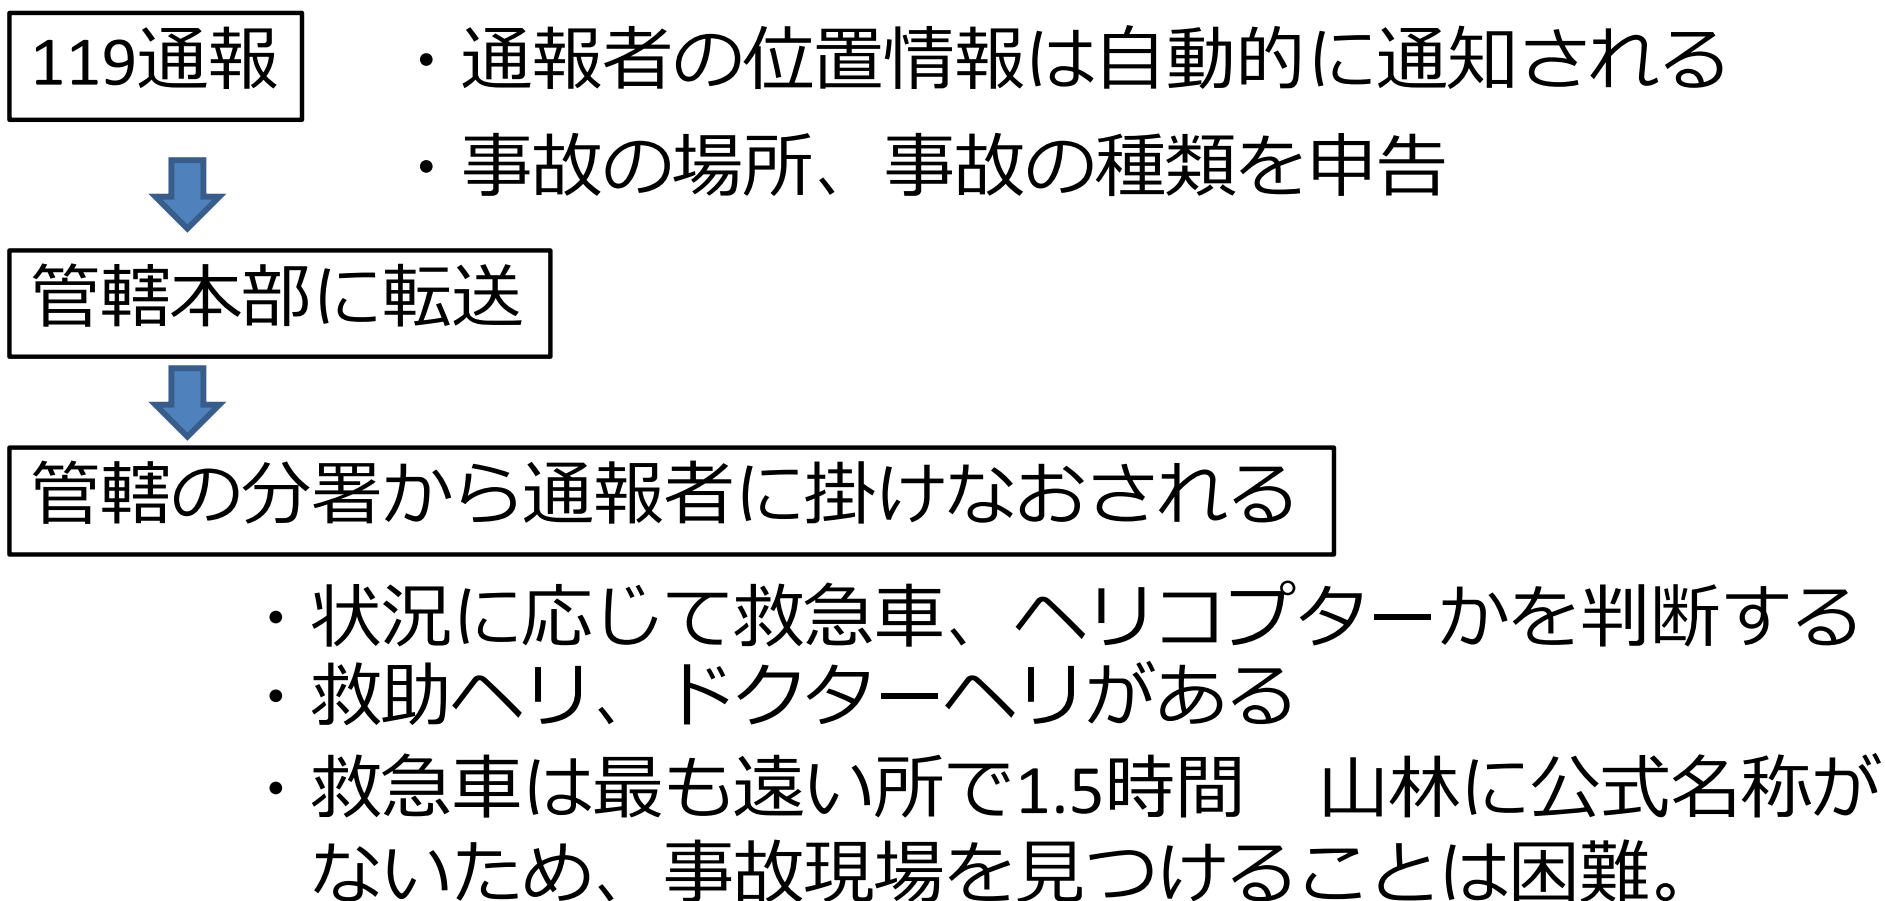 119通報
・通報者の位置情報は自動的に通知される
・事故の場所、事故の種類を申告
管轄本部に転送
管轄の分署から通報者に掛けなおされる
・状況に応じて救急車、ヘリコプターかを判断する
・救助ヘリ、ドクターヘリがある
・救急車は最も遠い所で1.5時間　山林に公式名称が
ないため、事故現場を見つけることは困難。